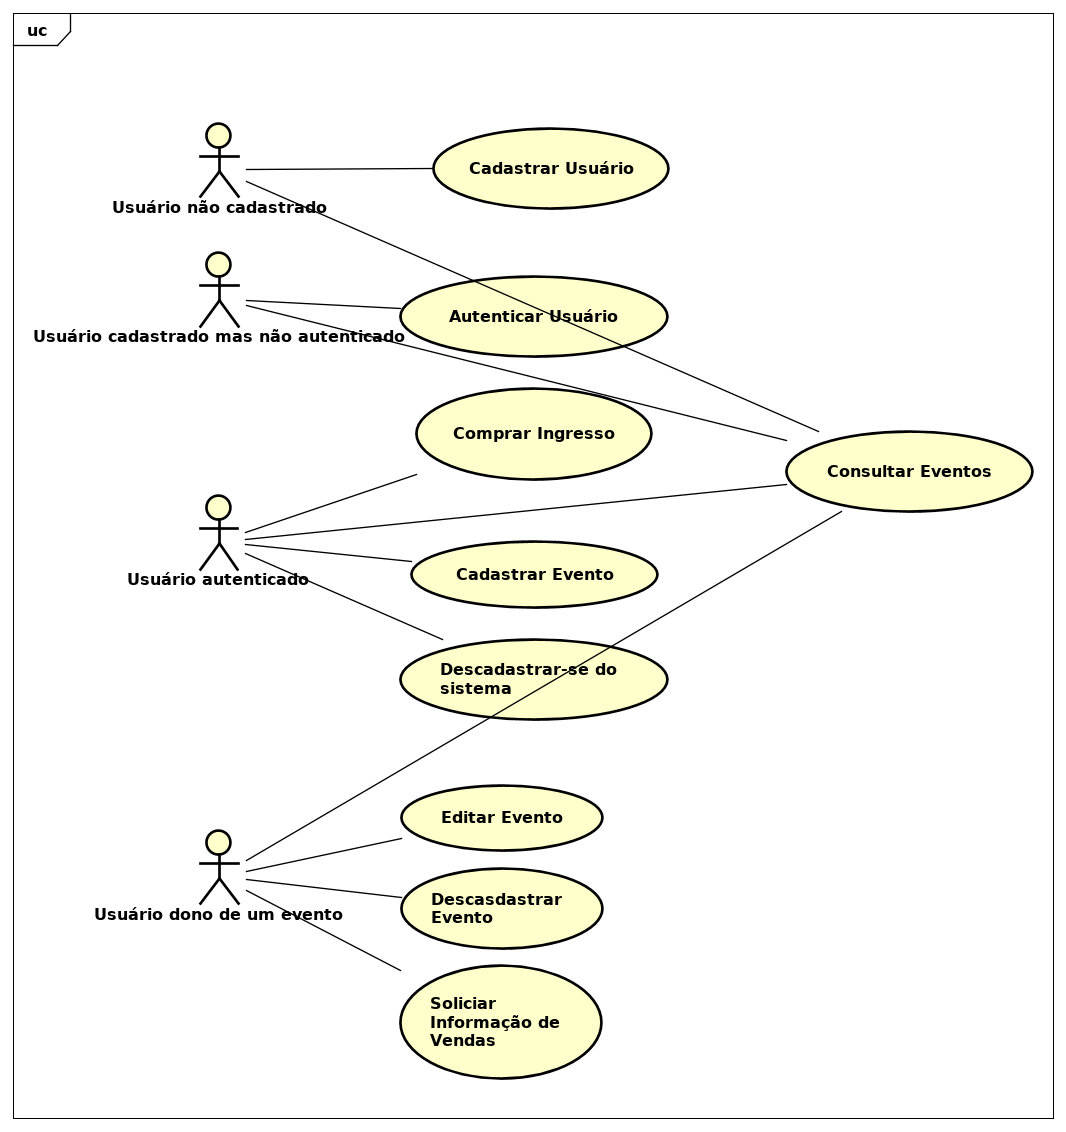 uc
Usuário não cadastrado
Cadastrar Usuário
Usuário cadastrado mas não autenticado
Autenticar Usuário
Comprar Ingresso
Consultar Eventos
Usuário autenticado
Cadastrar Evento
Descadastrar-se do
sistema
Usuário dono de um evento
Editar Evento
Descasdastrar
Evento
Soliciar
Informação de
Vendas